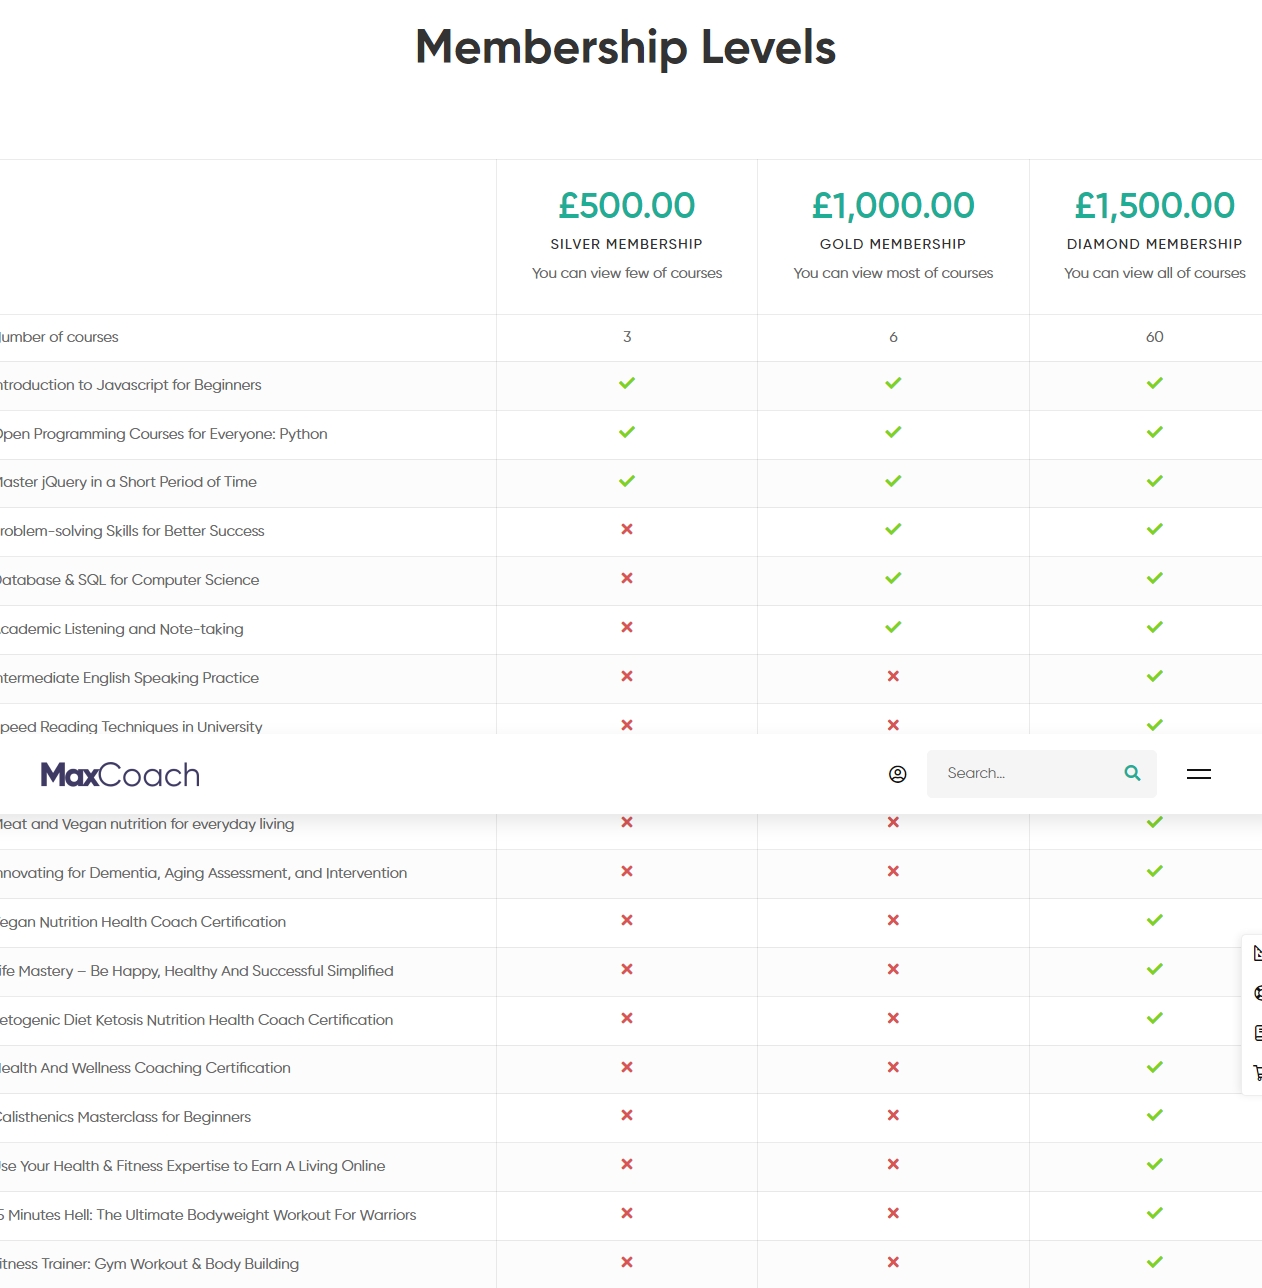 Membership Levels
£500.00
SILVER MEMBERSHIP
You can view few of courses
£1,000.00
GOLD MEMBERSHIP
You can view most of courses
£1,500.00
DIAMOND MEMBERSHIP
You can view all of courses
umber of courses 3 6 60
ntroduction to Javascript for Beginners
Open Programming Courses for Everyone: Python
Master jQuery in a Short Period of Time
roblem-solving Skills for Better Success
Database & SQL for Computer Science
cademic Listening and Note-taking
ntermediate English Speaking Practice
peed Reading Techniques in University
MaxCoach
Search...
Meat and Vegan nutrition for everyday living
nnovating for Dementia, Aging Assessment, and Intervention
egan Nutrition Health Coach Certification
ife Mastery – Be Happy, Healthy And Successful Simplified
etogenic Diet Ketosis Nutrition Health Coach Certification
ealth And Wellness Coaching Certification
Calisthenics Masterclass for Beginners
se Your Health & Fitness Expertise to Earn A Living Online
5 Minutes Hell: The Ultimate Bodyweight Workout For Warriors
itness Trainer: Gym Workout & Body Building